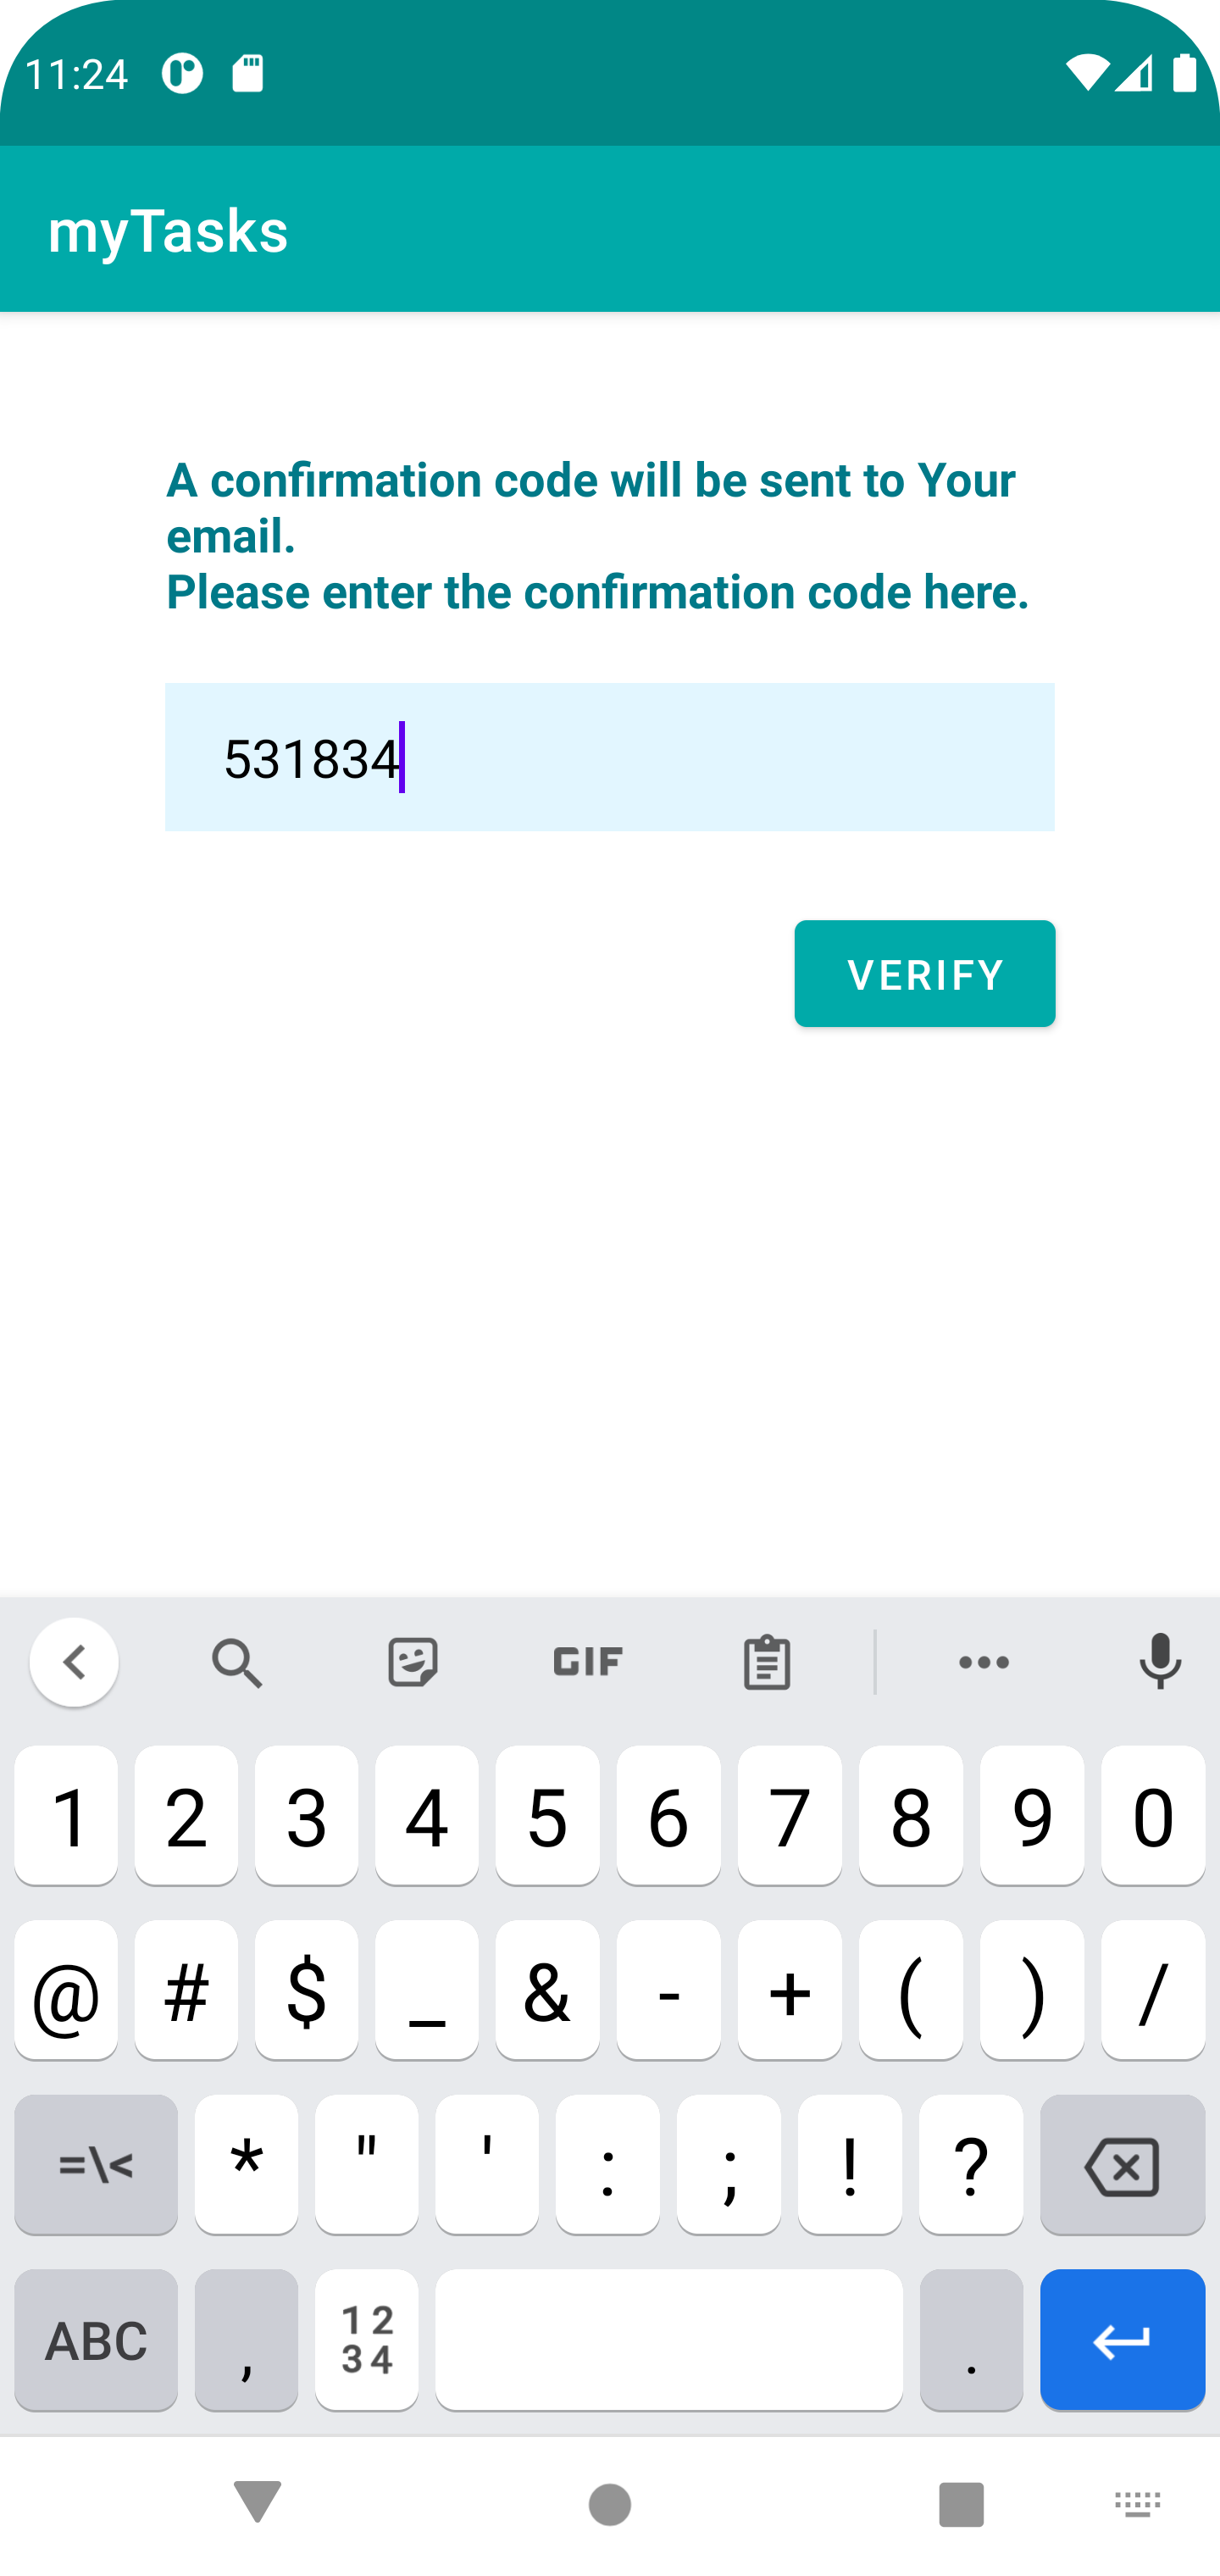 11:24
myTasks
A confirmation code will be sent to Your
email.
Please enter the confirmation code here.
531834
VERIFY
GIF
1 2 3 4 5 6 7 8 9 0
@ # $ _ & - + ( ) /
=\< * " ' : ; ! ?
ABC , 1 2 3 4 .